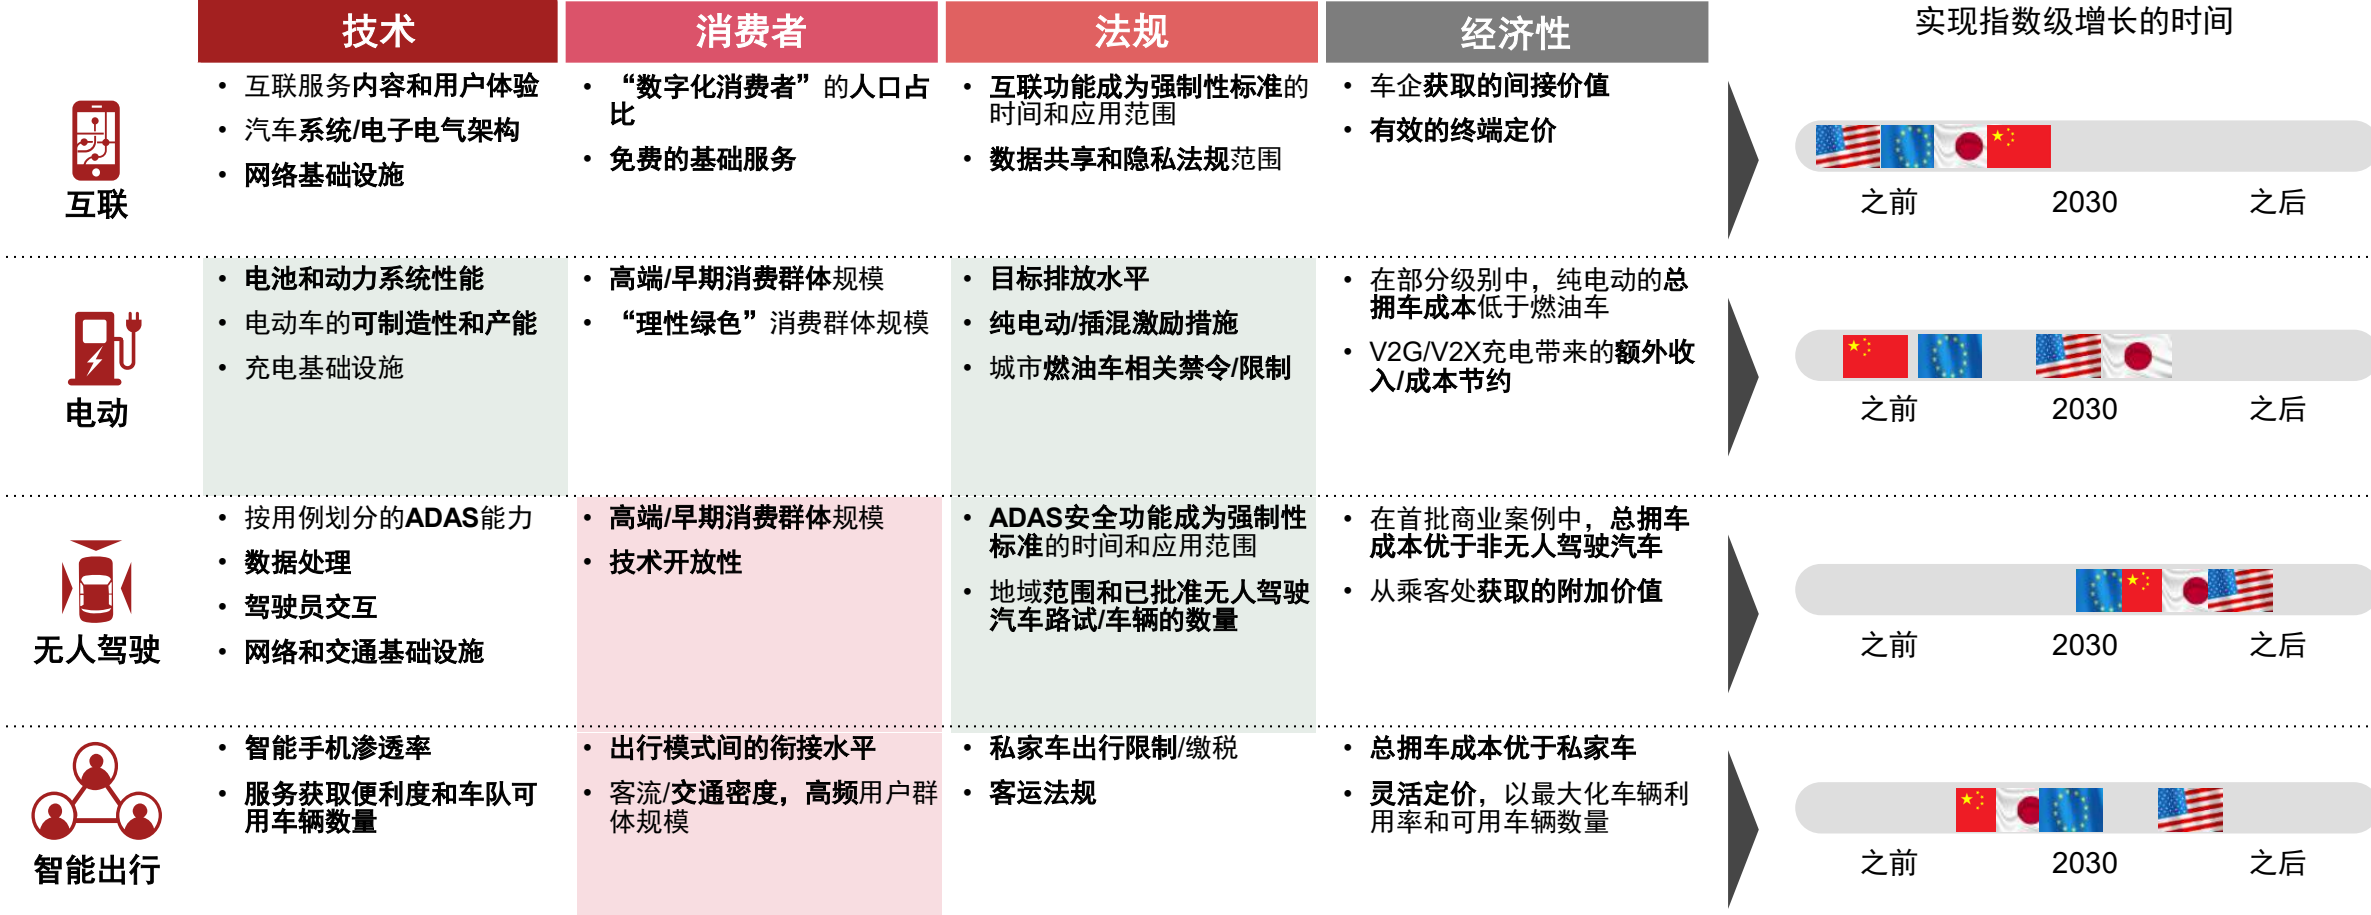 技术
消费者
法规
经济性
实现指数级增长的时间
互联
• 互联服务内容和用户体验
• 汽车系统/电子电气架构
• 网络基础设施
• “数字化消费者”的人口占
比
• 免费的基础服务
• 互联功能成为强制性标准的
时间和应用范围
• 数据共享和隐私法规范围
• 车企获取的间接价值
• 有效的终端定价
之前
2030
之后
电动
• 电池和动力系统性能
• 电动车的可制造性和产能
• 充电基础设施
• 高端/早期消费群体规模
• “理性绿色”消费群体规模
• 目标排放水平
• 纯电动/插混激励措施
• 城市燃油车相关禁令/限制
• 在部分级别中，纯电动的总
拥车成本低于燃油车
• V2G/V2X充电带来的额外收
入/成本节约
之前
2030
之后
无人驾驶
• 按用例划分的ADAS能力
• 数据处理
• 驾驶员交互
• 网络和交通基础设施
• 高端/早期消费群体规模
• 技术开放性
• ADAS安全功能成为强制性
标准的时间和应用范围
• 地域范围和已批准无人驾驶
汽车路试/车辆的数量
• 在首批商业案例中，总拥车
成本优于非无人驾驶汽车
• 从乘客处获取的附加价值
之前
2030
之后
智能出行
• 智能手机渗透率
• 服务获取便利度和车队可
用车辆数量
• 出行模式间的衔接水平
• 客流/交通密度，高频用户群
体规模
• 私家车出行限制/缴税
• 客运法规
• 总拥车成本优于私家车
• 灵活定价，以最大化车辆利
用率和可用车辆数量
之前
2030
之后